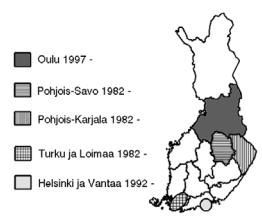 Oulu 1997 -
Pohjois-Savo 1982 -
Pohjois-Karjala 1982 -
Turku ja Loimaa 1982 -
Helsinki ja Vantaa 1992 -